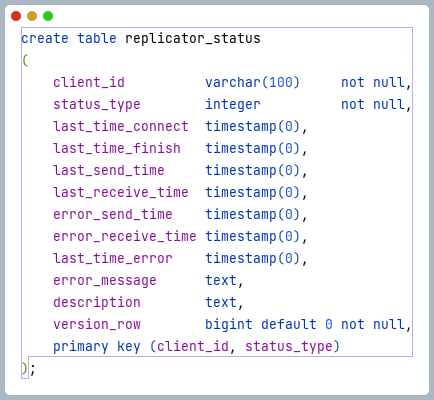 create table replicator_status
(
    client_id          varchar(100)     not null,
    status_type        integer          not null,
    last_time_connect  timestamp(0),
    last_time_finish   timestamp(0),
    last_send_time     timestamp(0),
    last_receive_time  timestamp(0),
    error_send_time    timestamp(0),
    error_receive_time timestamp(0),
    last_time_error    timestamp(0),
    error_message      text,
    description        text,
    version_row        bigint default 0 not null,
    primary key (client_id, status_type)
);